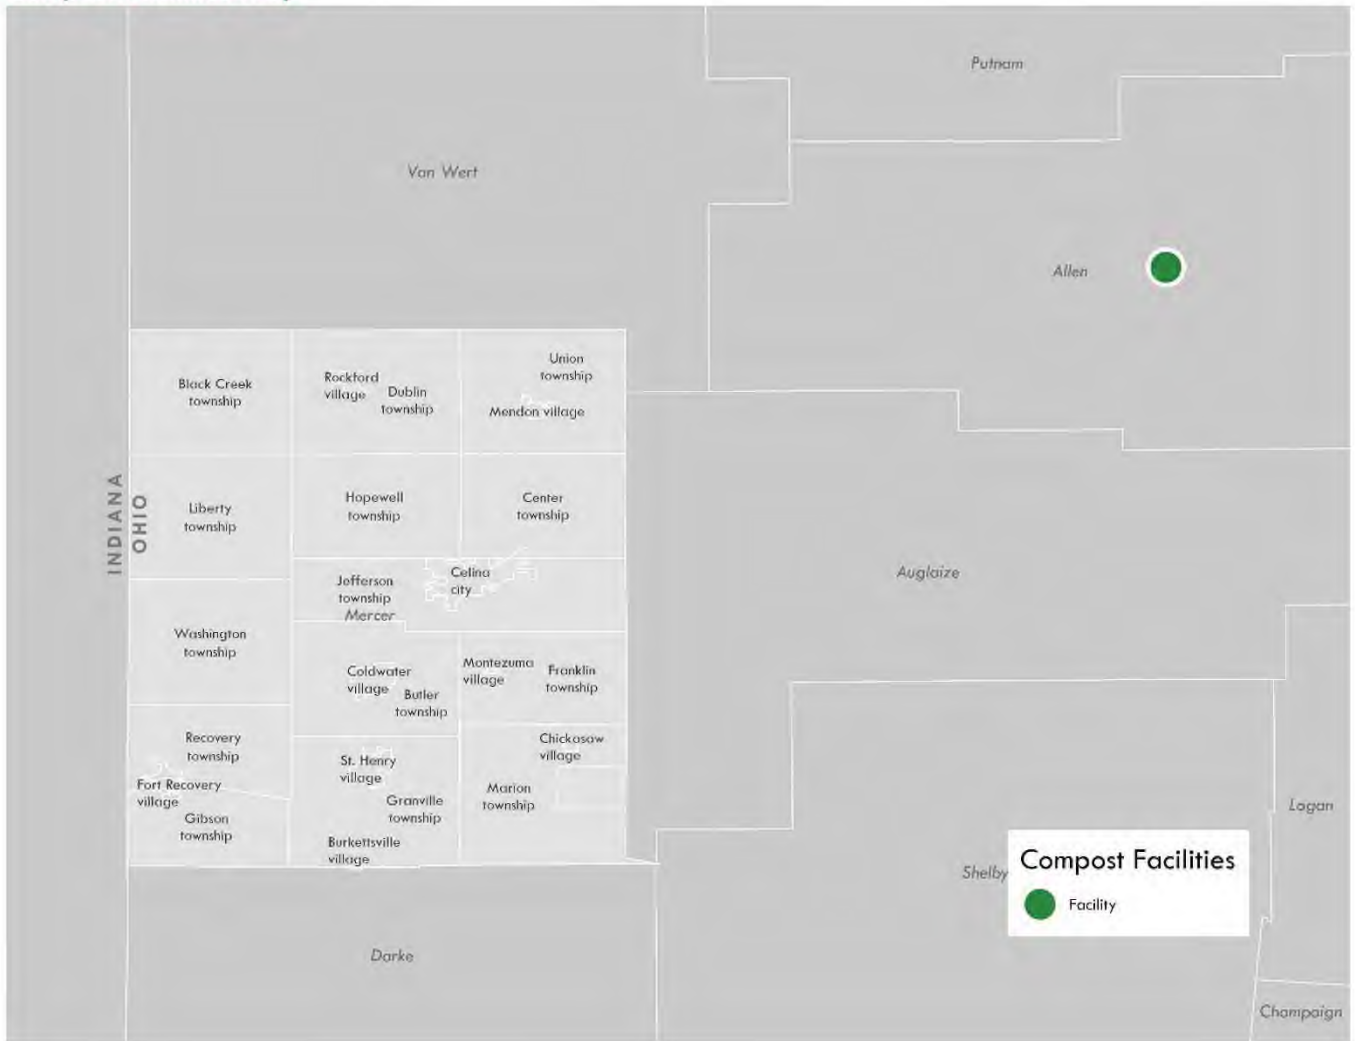 Putnam
Van Wert
Allen
Union
township
Black Creek
township
Rockford
village
Dublin
township
Mendon village
INDIANA
OHIO
Liberty
township
Hopewell
township
Center
township
Jefferson
township
Mercer
Celina
city
Auglaize
Washington
township
Coldwater
village
Butler
township
Montezuma
village
Franklin
township
Recovery
township
Chickasaw
village
St. Henry
village
Fort Recovery
village
Gibson
township
Granville
township
Marion
township
Burkettsville
village
Logan
Shelby
Compost Facilities
Facility
Darke
Champaign